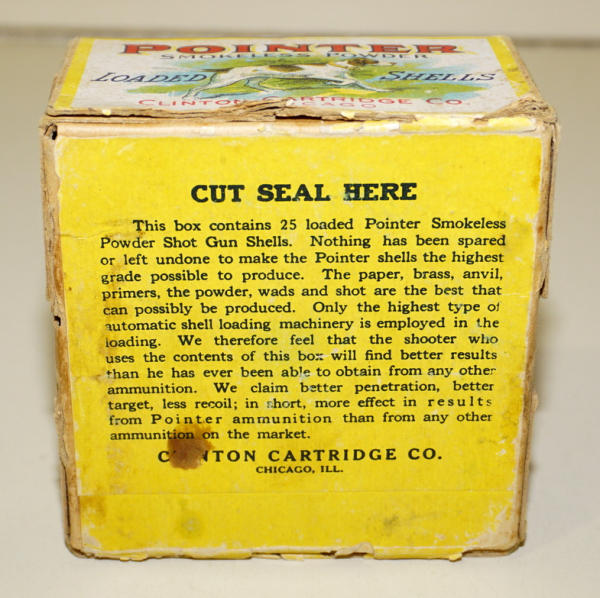 POINTER
SMOKELESS POWDER
LOADED SHELLS
CLINTON CARTRIDGE CO.
CUT SEAL HERE
This box contains 25 loaded Pointer Smokeless
Powder Shot Gun Shells. Nothing has been spared
or left undone to make the Pointer shells the highest
grade possible to produce. The paper, brass, anvil,
primers, the powder, wads and shot are the best that
can possibly be produced. Only the highest type of
automatic shell loading machinery is employed in the
loading. We therefore feel that the shooter who
uses the contents of this box will find better results
than he has ever been able to obtain from any other
ammunition. We claim better penetration, better
target, less recoil; in short, more effect in results
from Pointer ammunition than from any other
ammunition on the market.
CLINTON CARTRIDGE CO.
CHICAGO, ILL.